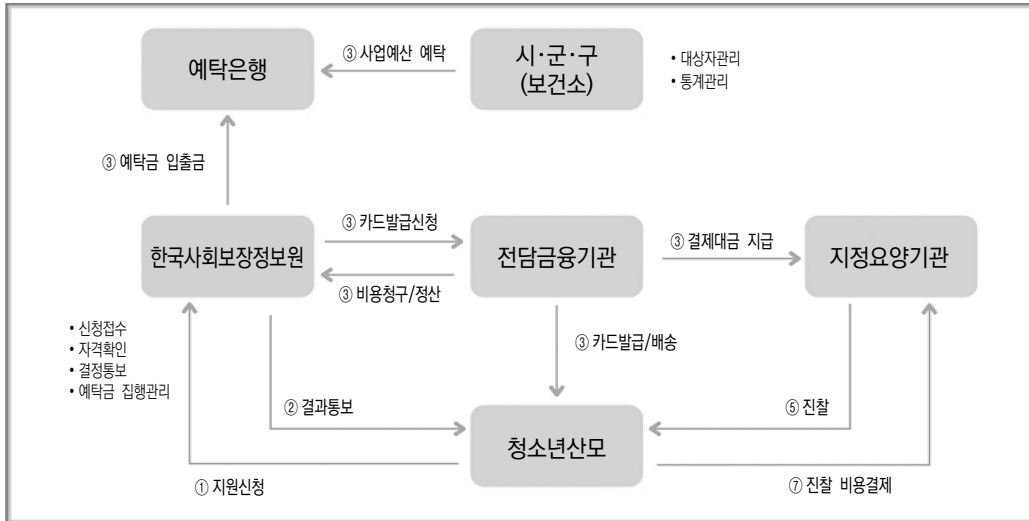 예탁은행
③ 사업예산 예탁
시·군·구
(보건소)
• 대상자관리
• 통계관리
③ 예탁금 입출금
한국사회보장정보원
③ 카드발급신청
③ 비용청구/정산
전담금융기관
③ 결제대금 지급
지정요양기관
• 신청접수
• 자격확인
• 결정통보
• 예탁금 집행관리
③ 카드발급/배송
② 결과통보
⑤ 진찰
청소년산모
① 지원신청
⑦ 진찰 비용결제